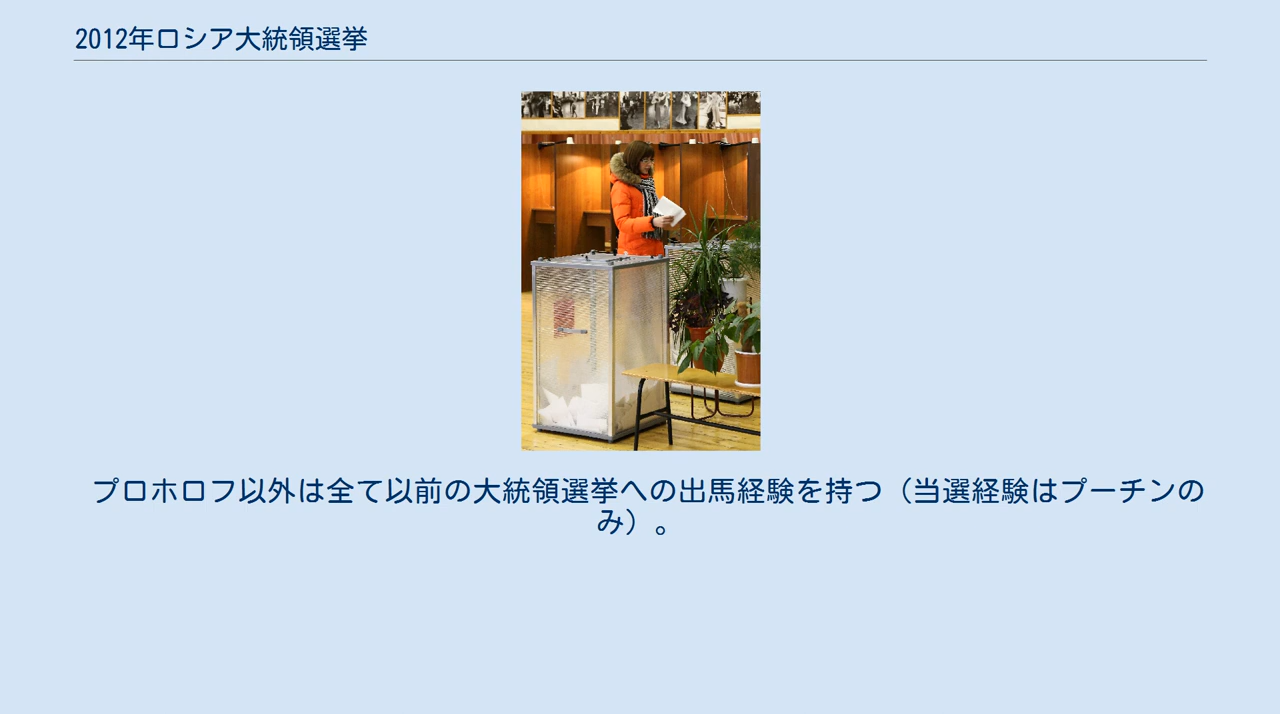 2012年ロシア大統領選挙
プロホロフ以外は全て以前の大統領選挙への出馬経験を持つ（当選経験はプーチンの
み）。